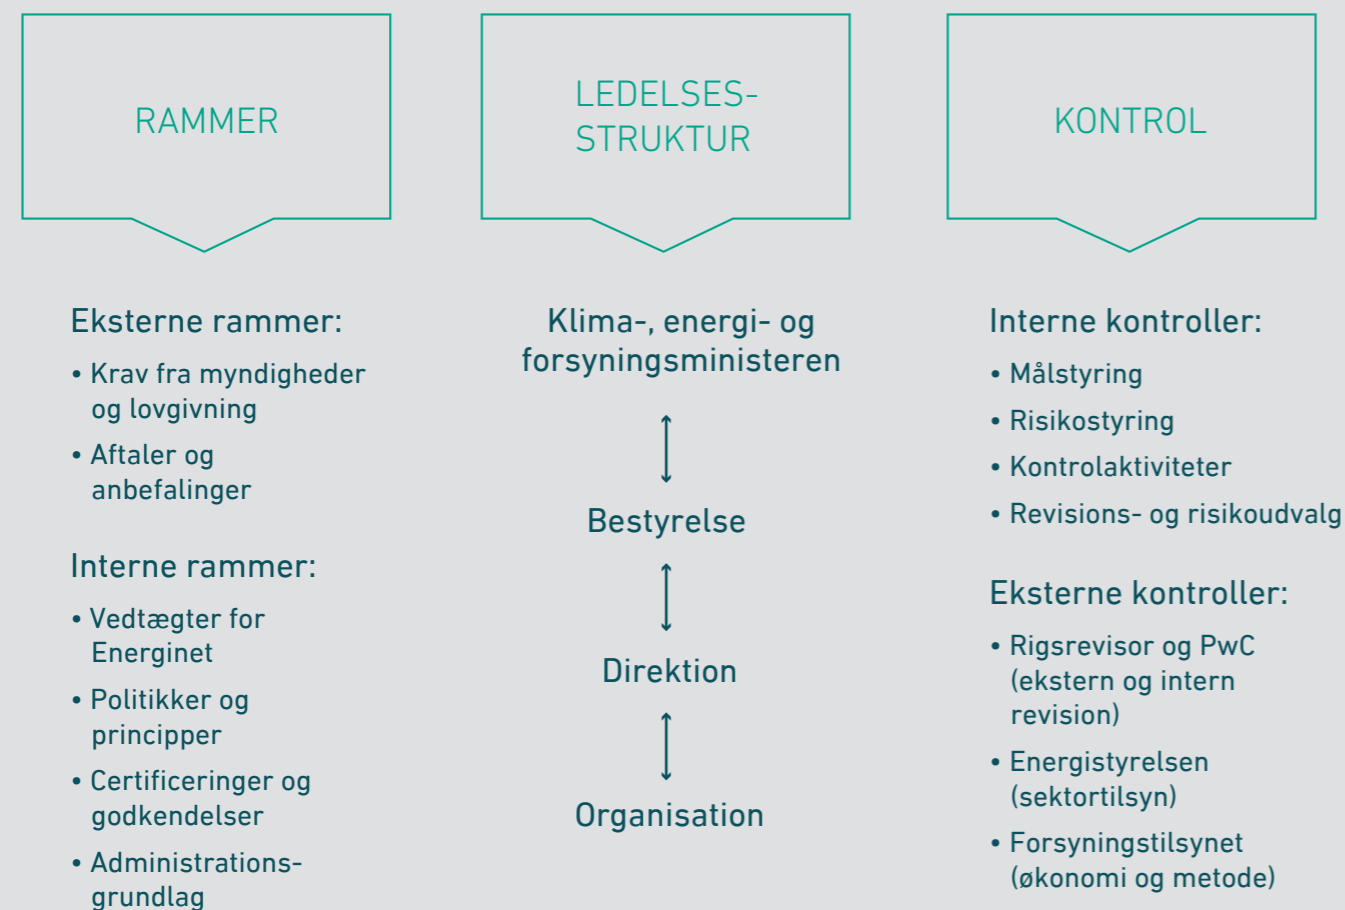 RAMMER
Eksterne rammer:
• Krav fra myndigheder
og lovgivning
• Aftaler og
anbefalinger
Interne rammer:
• Vedtægter for
Energinet
• Politikker og
principper
• Certificeringer og
godkendelser
• Administrations-
grundlag
LEDELSES-
STRUKTUR
Klima-, energi- og
forsyningsministeren
Bestyrelse
Direktion
Organisation
KONTROL
Interne kontroller:
• Målstyring
• Risikostyring
• Kontrolaktiviteter
• Revisions- og risikoudvalg
Eksterne kontroller:
• Rigsrevisor og PwC
(ekstern og intern
revision)
• Energistyrelsen
(sektortilsyn)
• Forsyningstilsynet
(økonomi og metode)